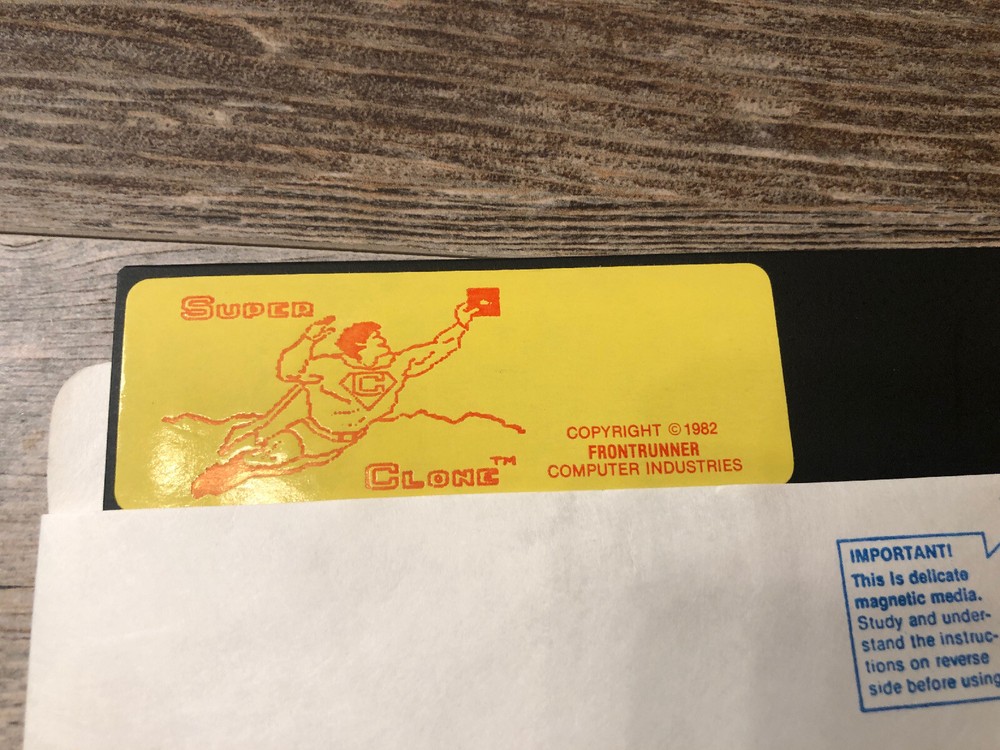 SUPER
C
CLONE™
COPYRIGHT ©1982
FRONTRUNNER
COMPUTER INDUSTRIES
IMPORTANT!
This is delicate
magnetic media.
Study and under-
stand the instruc-
tions on reverse
side before using